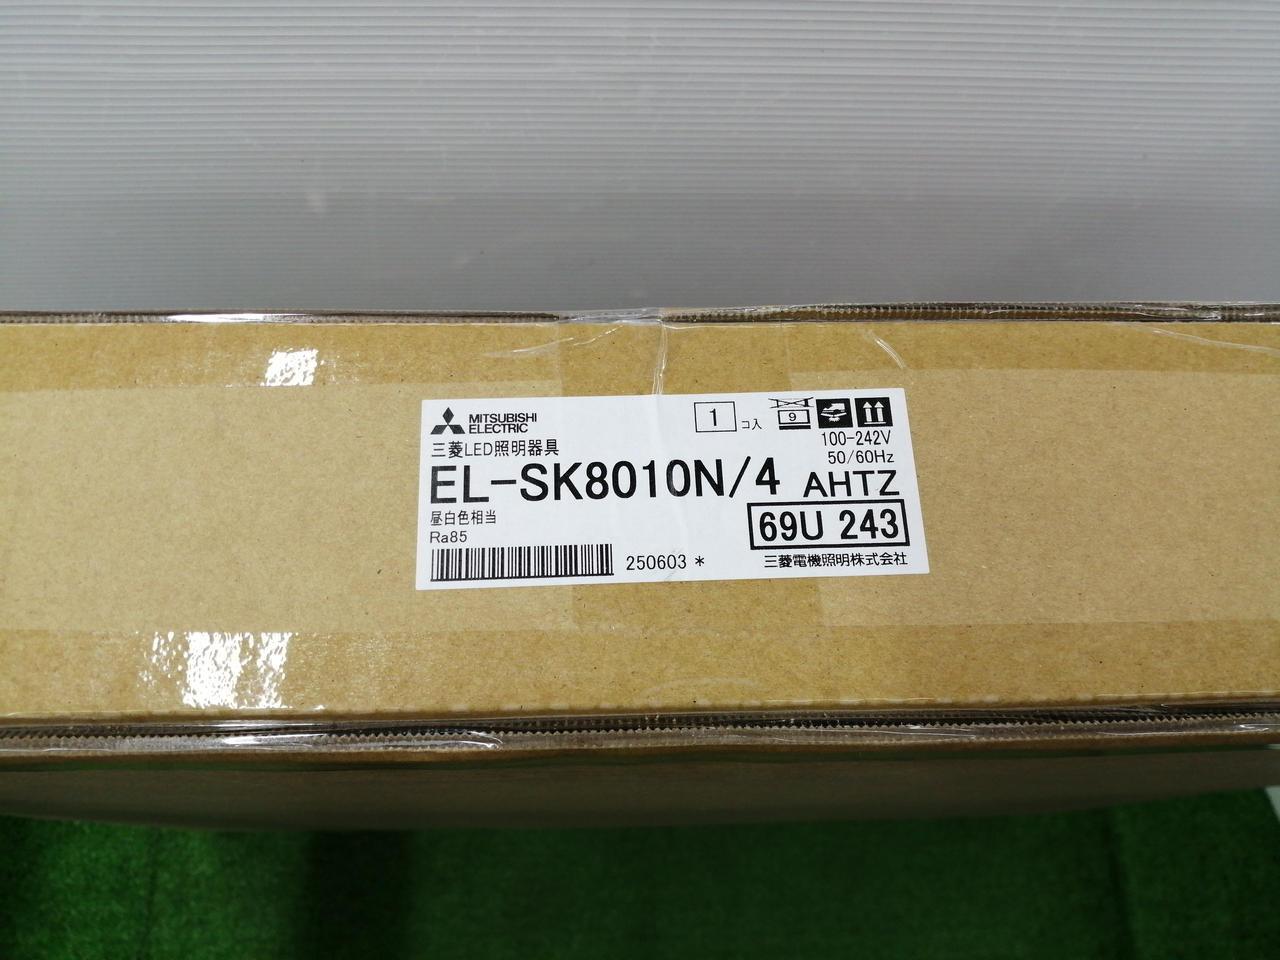 MITSUBISHI
ELECTRIC
1 コ入
9
三菱LED照明器具
100-242V
50/60Hz
EL-SK8010N/4 AHTZ
昼白色相当
Ra85
69U 243
250603 *
三菱電機照明株式会社